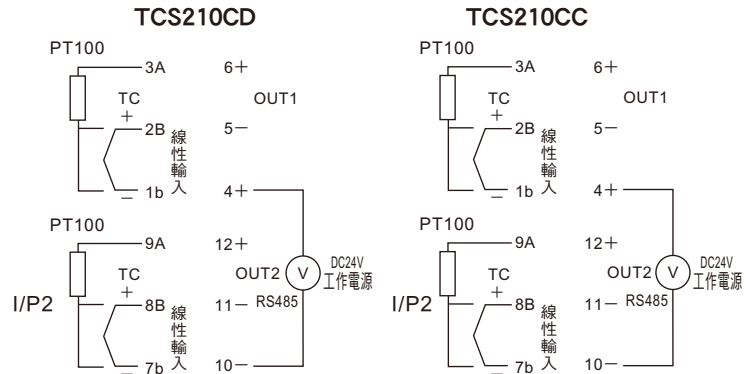 TCS210CD
PT100
3A 6+
TC OUT1
+
2B 5−
線性輸入
1b 4+
−
PT100
9A 12+
TC OUT2 V DC24V
+ 工作電源
I/P2 8B 11− RS485
線性輸入
7b 10−
−
TCS210CC
PT100
3A 6+
TC OUT1
+
2B 5−
線性輸入
1b 4+
−
PT100
9A 12+
TC OUT2 V DC24V
+ 工作電源
I/P2 8B 11− RS485
線性輸入
7b 10−
−